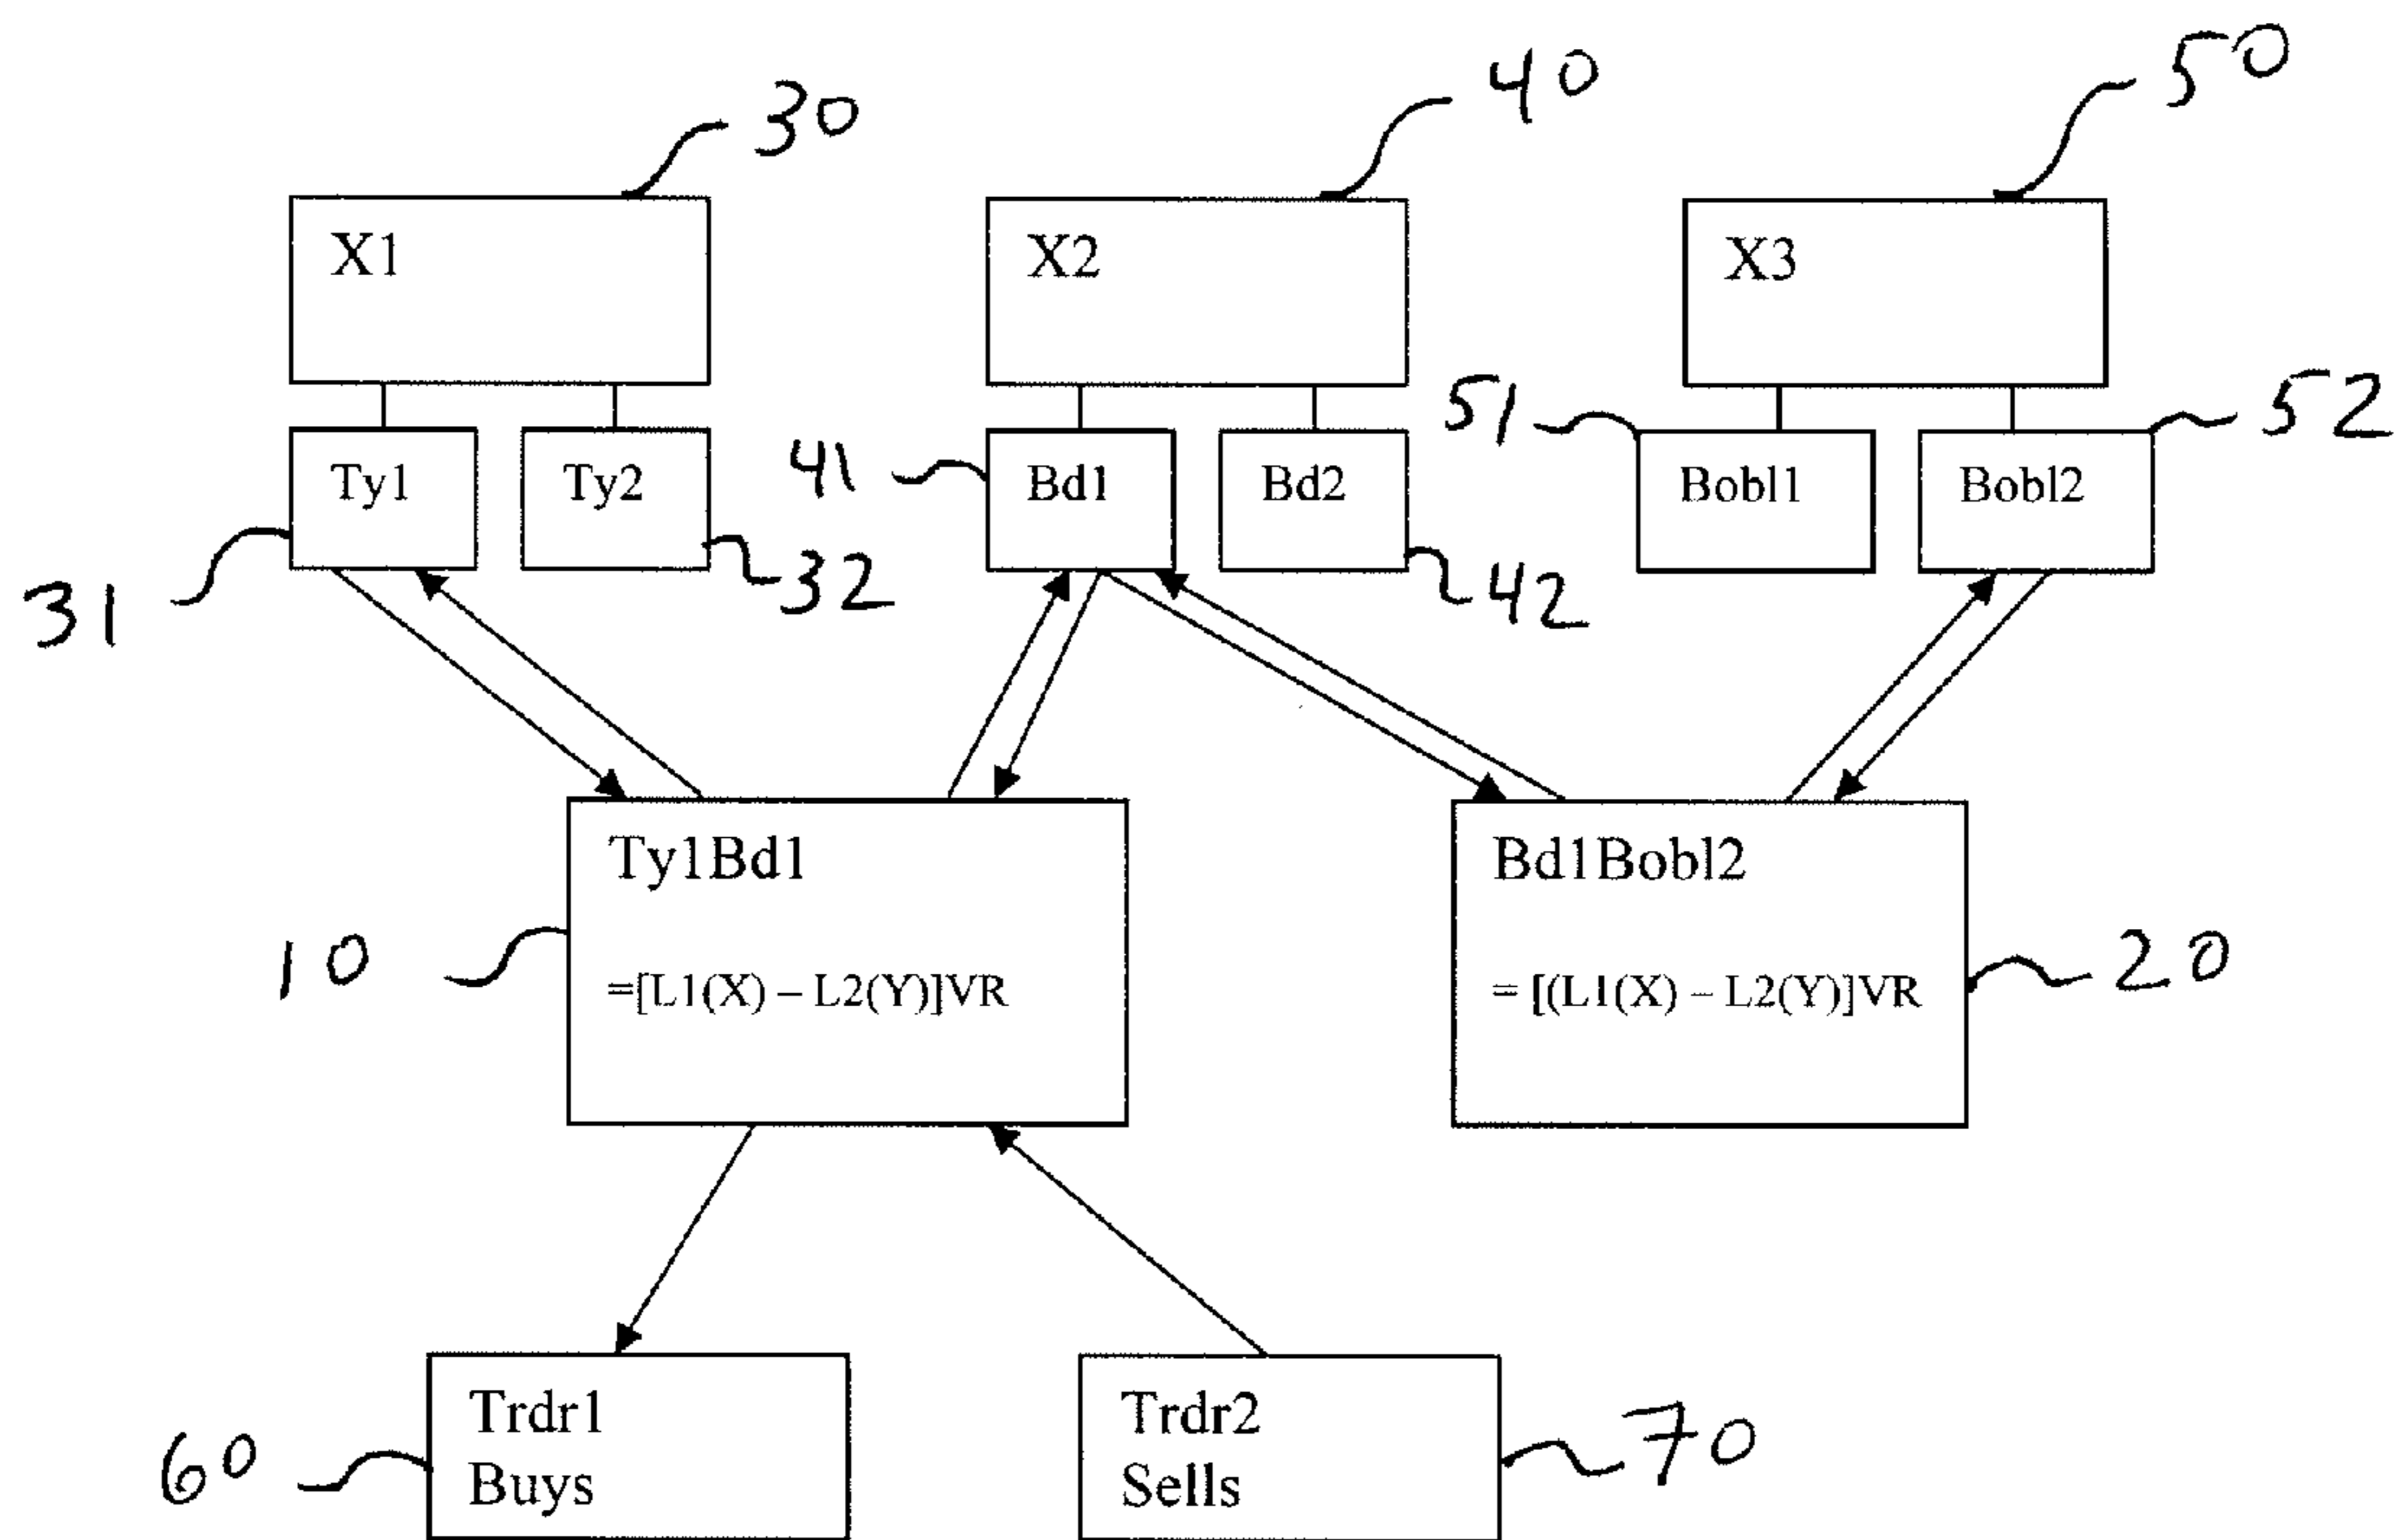 30
40
50
X1
X2
X3
Ty1
Ty2
41
Bd1
Bd2
51
Bobl1
Bobl2
52
31
32
42
Ty1Bd1
=[L1(X) – L2(Y)]VR
10
Bd1Bobl2
= [(L1(X) – L2(Y)]VR
20
Trdr1
Buys
60
Trdr2
Sells
70